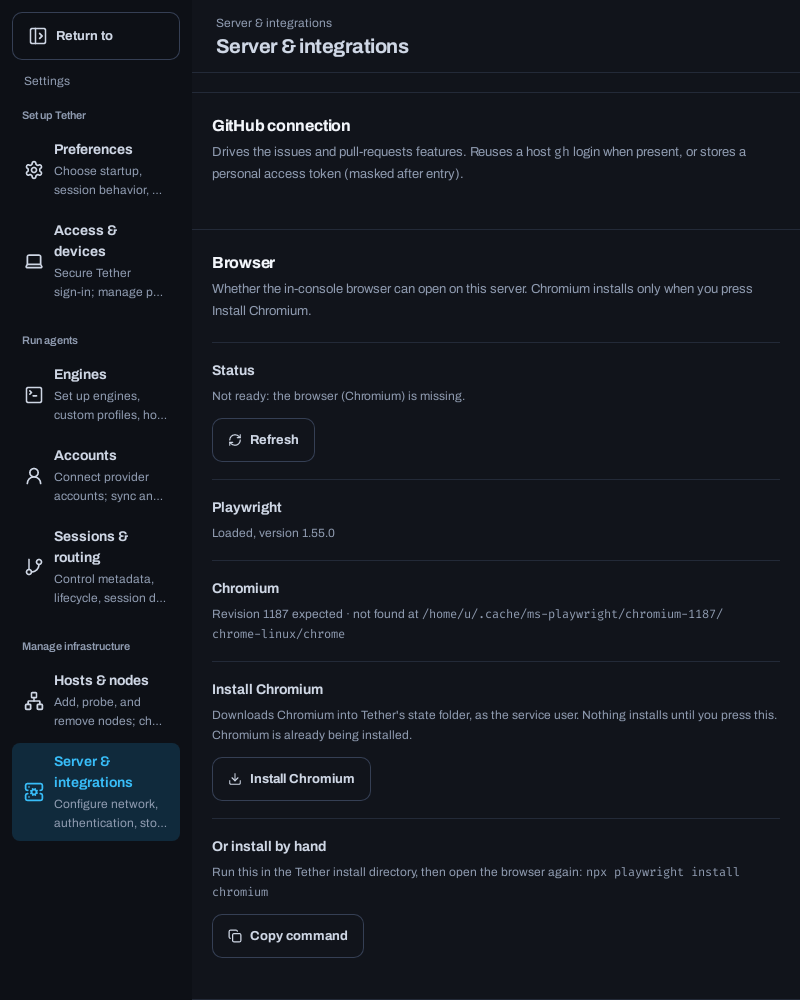 Return to
Settings
Set up Tether
Preferences
Choose startup,
session behavior, ...
Access &
devices
Secure Tether
sign-in; manage p...
Run agents
Engines
Set up engines,
custom profiles, ho...
Accounts
Connect provider
accounts; sync an...
Sessions &
routing
Control metadata,
lifecycle, session d...
Manage infrastructure
Hosts & nodes
Add, probe, and
remove nodes; ch...
Server &
integrations
Configure network,
authentication, sto...
Server & integrations
Server & integrations
GitHub connection
Drives the issues and pull-requests features. Reuses a host gh login when present, or stores a
personal access token (masked after entry).
Browser
Whether the in-console browser can open on this server. Chromium installs only when you press
Install Chromium.
Status
Not ready: the browser (Chromium) is missing.
Refresh
Playwright
Loaded, version 1.55.0
Chromium
Revision 1187 expected · not found at /home/u/.cache/ms-playwright/chromium-1187/
chrome-linux/chrome
Install Chromium
Downloads Chromium into Tether's state folder, as the service user. Nothing installs until you press this.
Chromium is already being installed.
Install Chromium
Or install by hand
Run this in the Tether install directory, then open the browser again: npx playwright install
chromium
Copy command